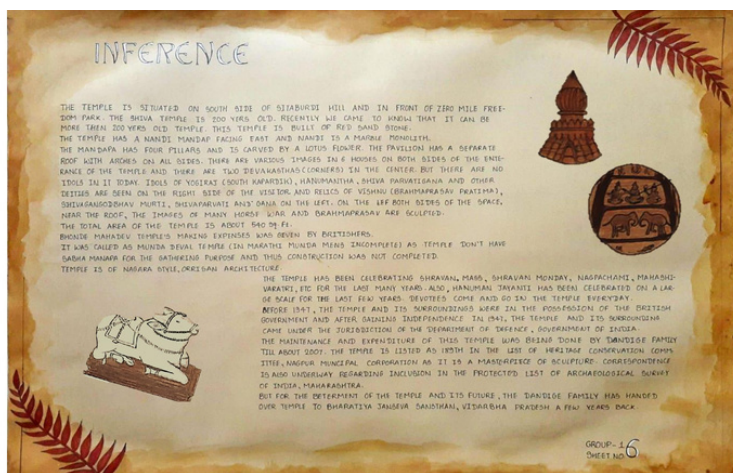 INFERENCE
THE TEMPLE IS SITUATED ON SOUTH SIDE OF SITABURDI HILL AND IN FRONT OF ZERO MILE FREE-
DOM PARK. THE SHIVA TEMPLE IS 200 YERS OLD. RECENTLY WE CAME TO KNOW THAT IT CAN BE
MORE THEN 200 YERS OLD TEMPLE. THIS TEMPLE IS BUILT OF RED SAND STONE.
THE TEMPLE HAS A NANDI MANDAP FACING EAST AND NANDI IS A MARBLE MONOLITH.
THE MANDAPA HAS FOUR PILLARS AND IS CARVED BY A LOTUS FLOWER. THE PAVILION HAS A SEPARATE
ROOF WITH ARCHES ON ALL SIDES. THERE ARE VARIOUS IMAGES IN 6 HOUSES ON BOTH SIDES OF THE ENTE-
RANCE OF THE TEMPLE AND THERE ARE TWO DEVAKASTHAS (CORNERS) IN THE CENTER. BUT THERE ARE NO
IDOLS IN IT TODAY. IDOLS OF YOGIRAJ (SOUTH KAPARDIK), HANUMANTHA, SHIVA PARVATIGANA AND OTHER
DEITIES ARE SEEN ON THE RIGHT SIDE OF THE VISITOR AND RELICS OF VISHNU (BRAHMAPRASAV PRATIMA),
SHIVAGANGODBHAV MURTI, SHIVAPARVATI AND GANA ON THE LEFT. ON THE LEF BOTH SIDES OF THE SPACE,
NEAR THE ROOF, THE IMAGES OF MANY HORSE WAR AND BRAHMAPRASAV ARE SCULPTED.
THE TOTAL AREA OF THE TEMPLE IS ABOUT 540 SQ.FT.
BHONDE MAHADEV TEMPLE'S MAKING EXPENSES WAS GEVEN BY BRITISHERS.
IT WAS CALLED AS MUNDA DEVAL TEMPLE (IN MARATHI MUNDA MENS INCOMPLETE) AS TEMPLE DON'T HAVE
SABHA MANAPA FOR THE GATHERING PURPOSE AND THUS CONSTRUCTION WAS NOT COMPLETED.
TEMPLE IS OF NAGARA STYLE, ORRISAN ARCHITECTURE.
THE TEMPLE HAS BEEN CELEBRATING SHRAVAN, MASS, SHRAVAN MONDAY, NAGPACHAMI, MAHASHI-
VARATRI, ETC FOR THE LAST MANY YEARS. ALSO, HANUMAN JAYANTI HAS BEEN CELEBRATED ON A LAR-
GE SCALE FOR THE LAST FEW YEARS. DEVOTEES COME AND GO IN THE TEMPLE EVERYDAY.
BEFORE 1947, THE TEMPLE AND ITS SURROUNDINGS WERE IN THE POSSESSION OF THE BRITISH
GOVERNMENT AND AFTER GAINING INDEPENDENCE IN 1947, THE TEMPLE AND ITS SURROUNDING
CAME UNDER THE JURISDICTION OF THE DEPARTMENT OF DEFENCE, GOVERNMENT OF INDIA.
THE MAINTENANCE AND EXPENDITURE OF THIS TEMPLE WAS BEING DONE BY DANDIGE FAMILY
TILL ABOUT 2007. THE TEMPLE IS LISTED AS IN THE LIST OF HERITAGE CONSERVATION COMM
ITTEE, NAGPUR MUNCIPAL CORPORATION AS IT IS A MASTERPIECE OF SCULPTURE. CORRESPONDENCE
IS ALSO UNDERWAY REGARDING INCLUSION IN THE PROTECTED LIST OF ARCHAEOLOGICAL SURVEY
OF INDIA, MAHARASHTRA.
BUT FOR THE BETERMENT OF THE TEMPLE AND ITS FUTURE, THE DANDIGE FAMILY HAS HANDED
OVER TEMPLE TO BHARATIYA JANSEVA SANSTHAN, VIDARBHA PRADESH A FEW YEARS BACK.
GROUP-1
SHEET NO. 6